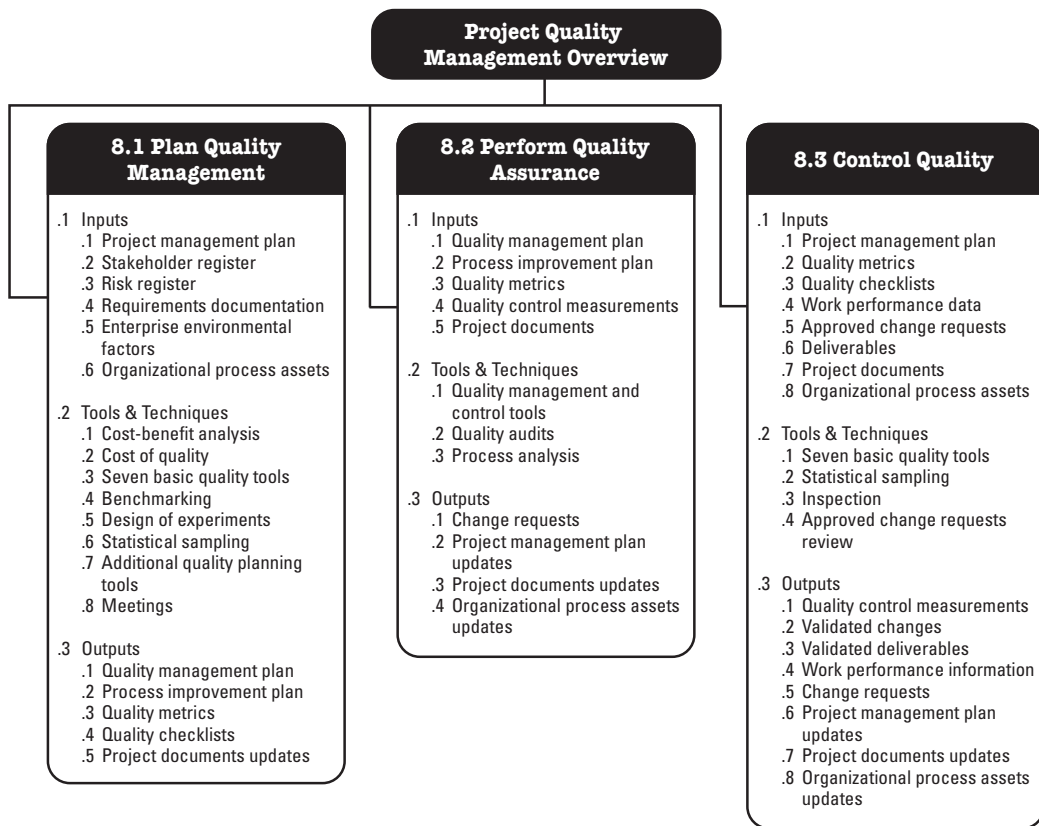 Project Quality
Management Overview
8.1 Plan Quality
Management
.1 Inputs
.1 Project management plan
.2 Stakeholder register
.3 Risk register
.4 Requirements documentation
.5 Enterprise environmental
factors
.6 Organizational process assets
.2 Tools & Techniques
.1 Cost-benefit analysis
.2 Cost of quality
.3 Seven basic quality tools
.4 Benchmarking
.5 Design of experiments
.6 Statistical sampling
.7 Additional quality planning
tools
.8 Meetings
.3 Outputs
.1 Quality management plan
.2 Process improvement plan
.3 Quality metrics
.4 Quality checklists
.5 Project documents updates
8.2 Perform Quality
Assurance
.1 Inputs
.1 Quality management plan
.2 Process improvement plan
.3 Quality metrics
.4 Quality control measurements
.5 Project documents
.2 Tools & Techniques
.1 Quality management and
control tools
.2 Quality audits
.3 Process analysis
.3 Outputs
.1 Change requests
.2 Project management plan
updates
.3 Project documents updates
.4 Organizational process assets
updates
8.3 Control Quality
.1 Inputs
.1 Project management plan
.2 Quality metrics
.3 Quality checklists
.4 Work performance data
.5 Approved change requests
.6 Deliverables
.7 Project documents
.8 Organizational process assets
.2 Tools & Techniques
.1 Seven basic quality tools
.2 Statistical sampling
.3 Inspection
.4 Approved change requests
review
.3 Outputs
.1 Quality control measurements
.2 Validated changes
.3 Validated deliverables
.4 Work performance information
.5 Change requests
.6 Project management plan
updates
.7 Project documents updates
.8 Organizational process assets
updates